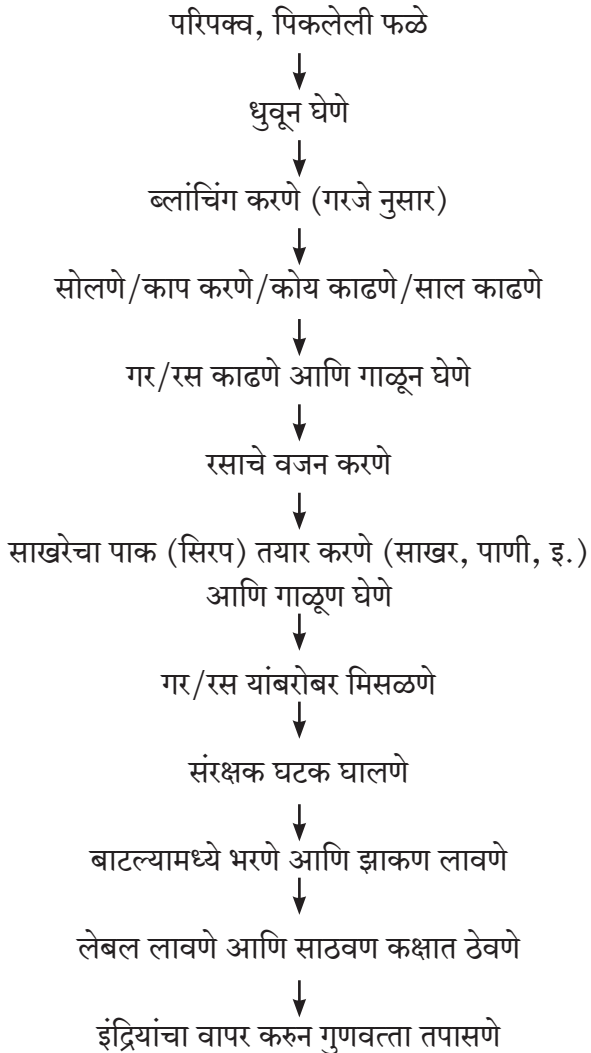 परिपक्व, पिकलेली फळे
धुवून घेणे
ब्लांचिंग करणे (गरजे नुसार)
सोलणे/काप करणे/कोय काढणे/साल काढणे
गर/रस काढणे आणि गाळून घेणे
रसाचे वजन करणे
साखरेचा पाक (सिरप) तयार करणे (साखर, पाणी, इ.)
आणि गाळूण घेणे
गर/रस यांबरोबर मिसळणे
संरक्षक घटक घालणे
बाटल्यामध्ये भरणे आणि झाकण लावणे
लेबल लावणे आणि साठवण कक्षात ठेवणे
इंद्रियांचा वापर करुन गुणवत्ता तपासणे